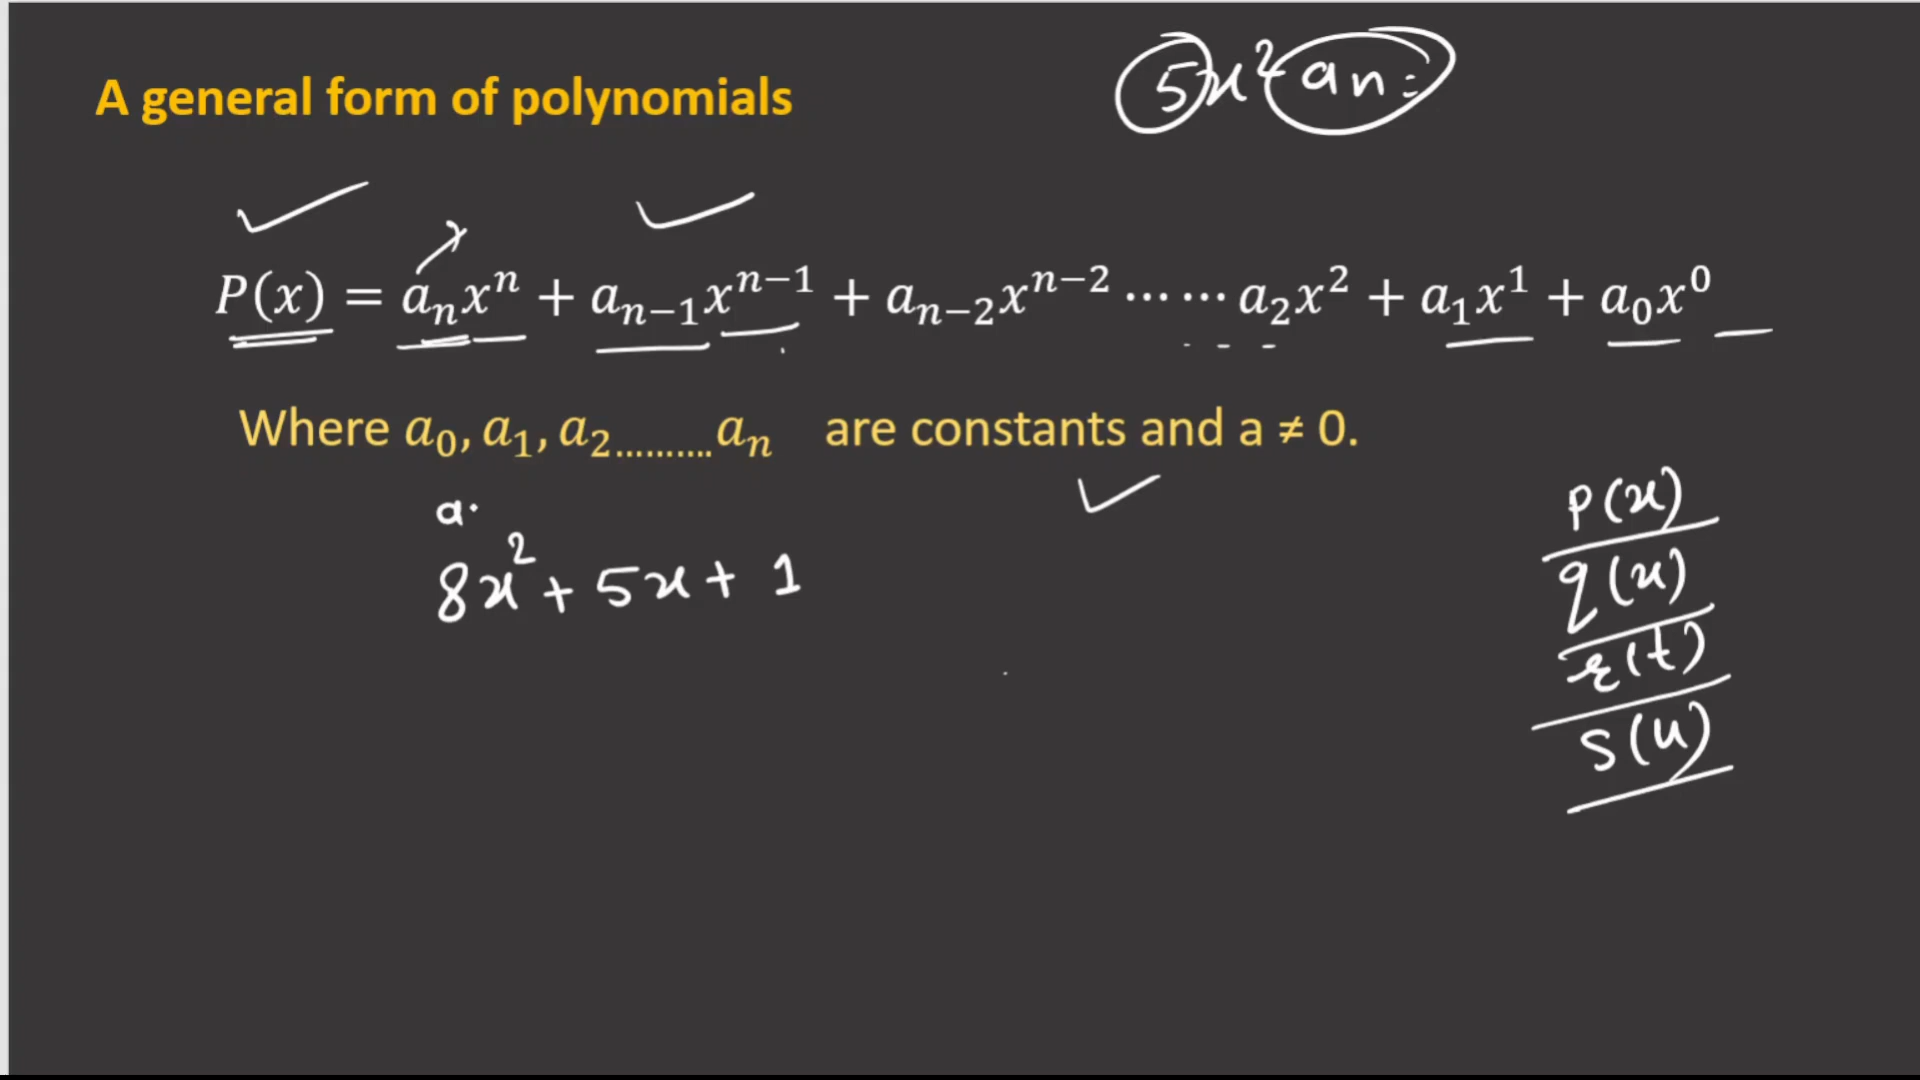 A general form of polynomials
5x² an =
P(x) = aₙxⁿ + aₙ₋₁xⁿ⁻¹ + aₙ₋₂xⁿ⁻² ⋯⋯ a₂x² + a₁x¹ + a₀x⁰
Where a₀, a₁, a₂.......... aₙ are constants and a ≠ 0.
a.
8x² + 5x + 1
P(x)
q(x)
r(t)
S(u)